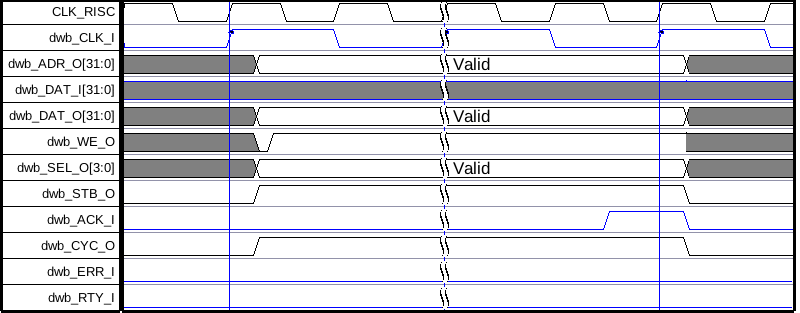 CLK_RISC
dwb_CLK_I
dwb_ADR_O[31:0] Valid
dwb_DAT_I[31:0]
dwb_DAT_O[31:0] Valid
dwb_WE_O
dwb_SEL_O[3:0] Valid
dwb_STB_O
dwb_ACK_I
dwb_CYC_O
dwb_ERR_I
dwb_RTY_I